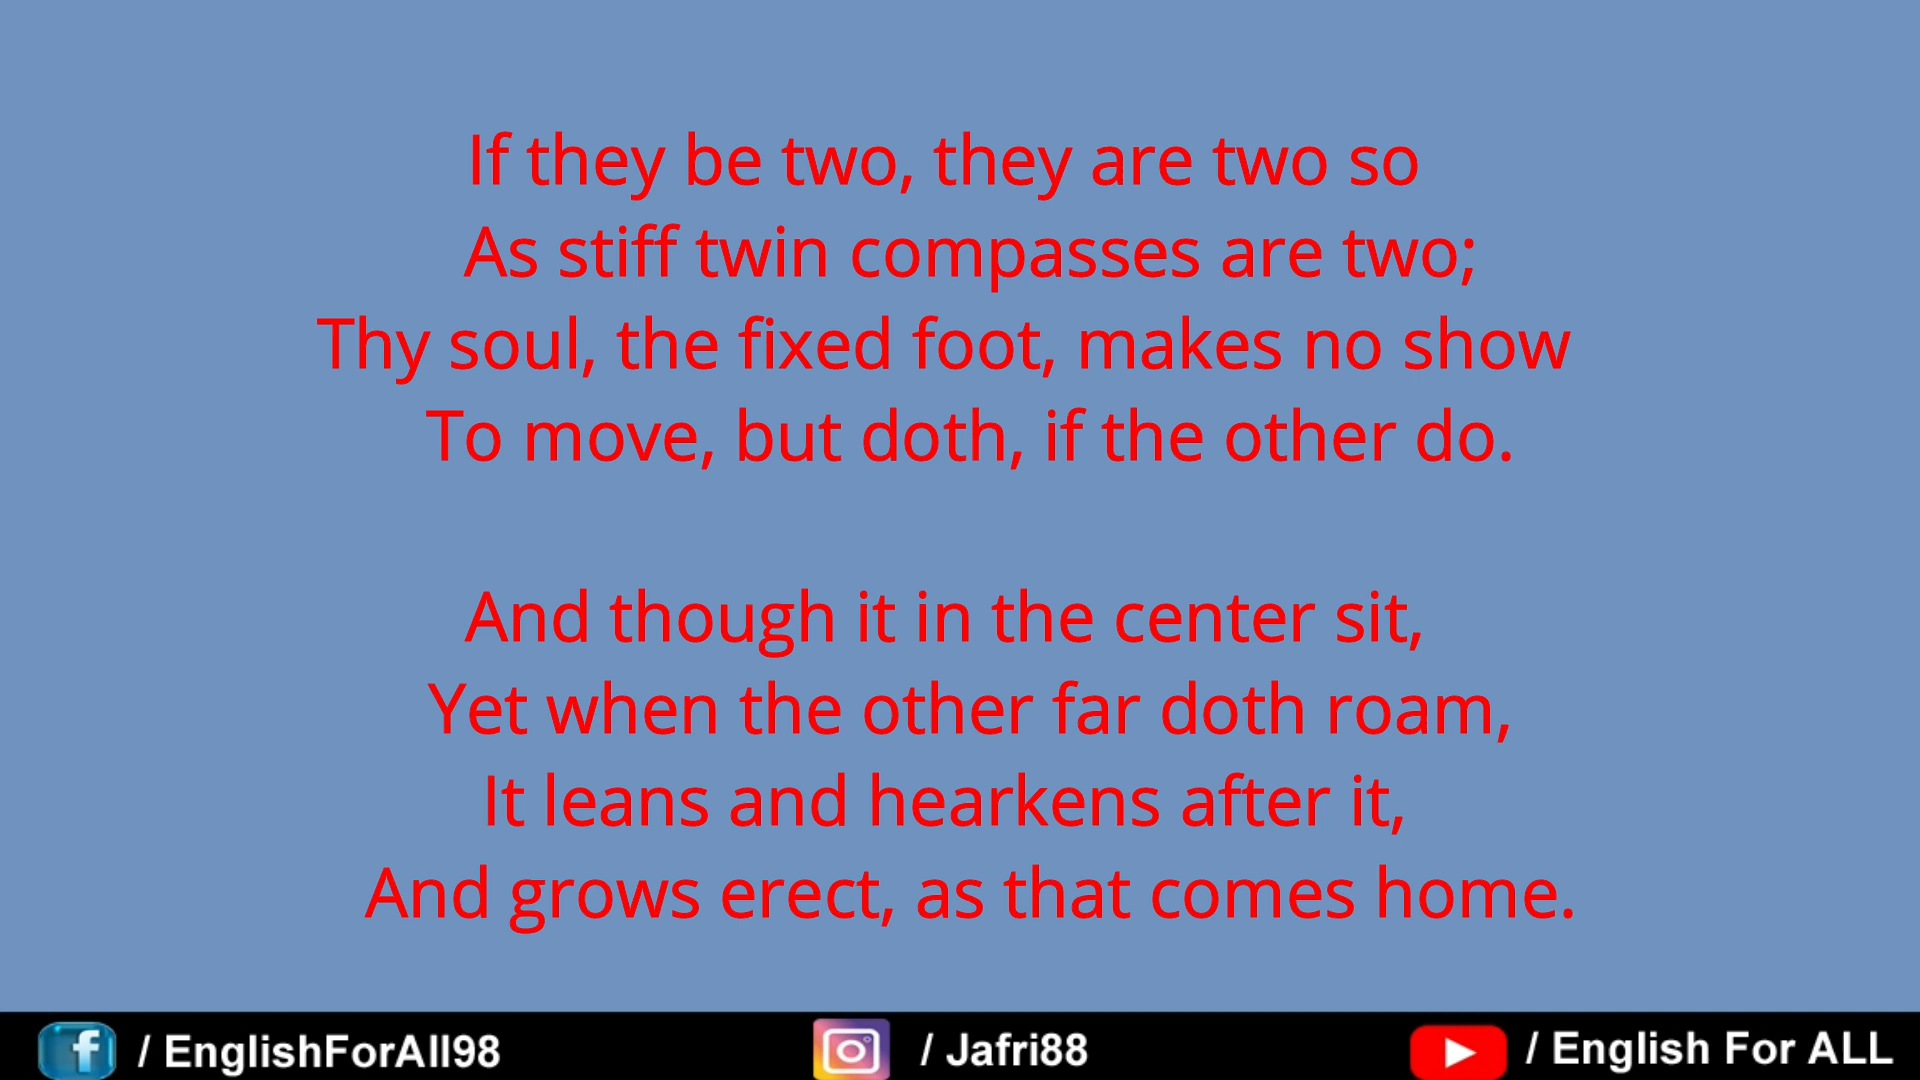 If they be two, they are two so
As stiff twin compasses are two;
Thy soul, the fixed foot, makes no show
To move, but doth, if the other do.
And though it in the center sit,
Yet when the other far doth roam,
It leans and hearkens after it,
And grows erect, as that comes home.
f / EnglishForAll98
/ Jafri88
/ English For ALL